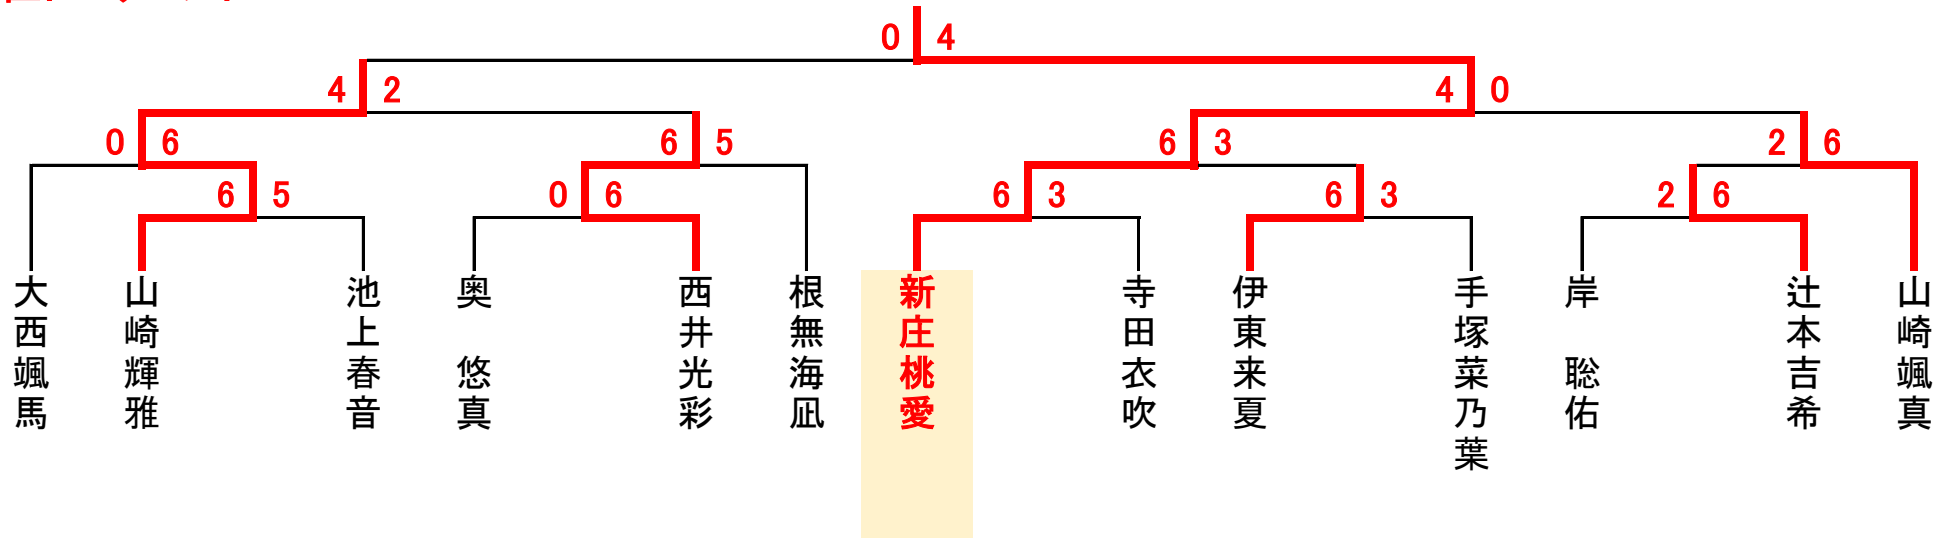 0 4
4 2
4 0
0 6
6 5
6 3
2 6
6 5
0 6
6 3
6 3
2 6
大西颯馬
山崎輝雅
池上春音
奥　悠真
西井光彩
根無海凪
新庄桃愛
寺田衣吹
伊東来夏
手塚菜乃葉
岸　聡佑
辻本吉希
山崎颯真